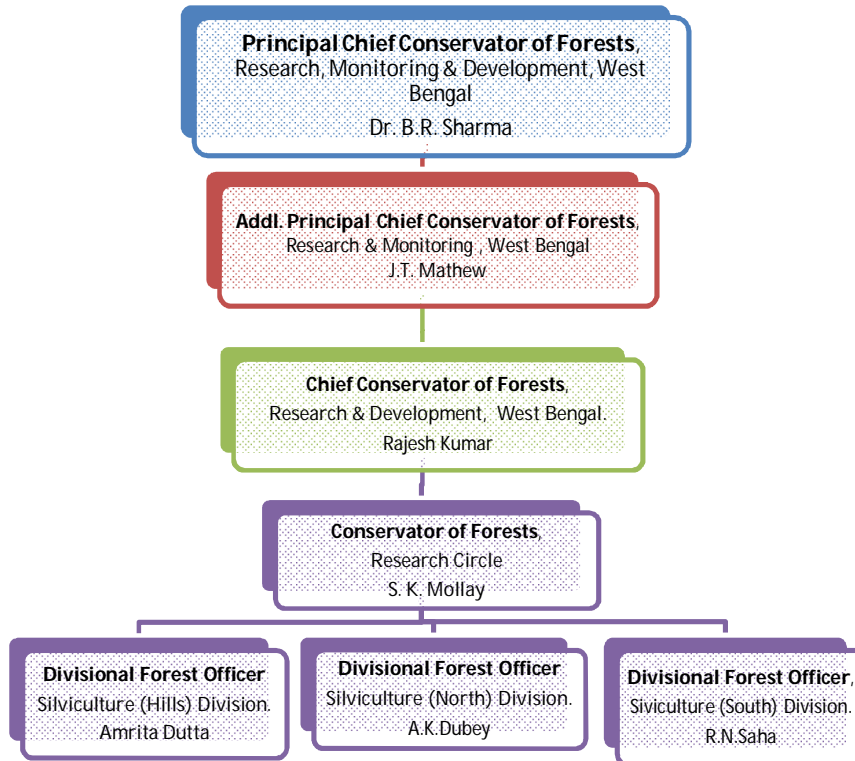 Principal Chief Conservator of Forests,
Research, Monitoring & Development, West
Bengal
Dr. B.R. Sharma
Addl. Principal Chief Conservator of Forests,
Research & Monitoring , West Bengal
J.T. Mathew
Chief Conservator of Forests,
Research & Development, West Bengal.
Rajesh Kumar
Conservator of Forests,
Research Circle
S. K. Mollay
Divisional Forest Officer
Silviculture (Hills) Division.
Amrita Dutta
Divisional Forest Officer
Silviculture (North) Division.
A.K.Dubey
Divisional Forest Officer,
Siviculture (South) Division.
R.N.Saha